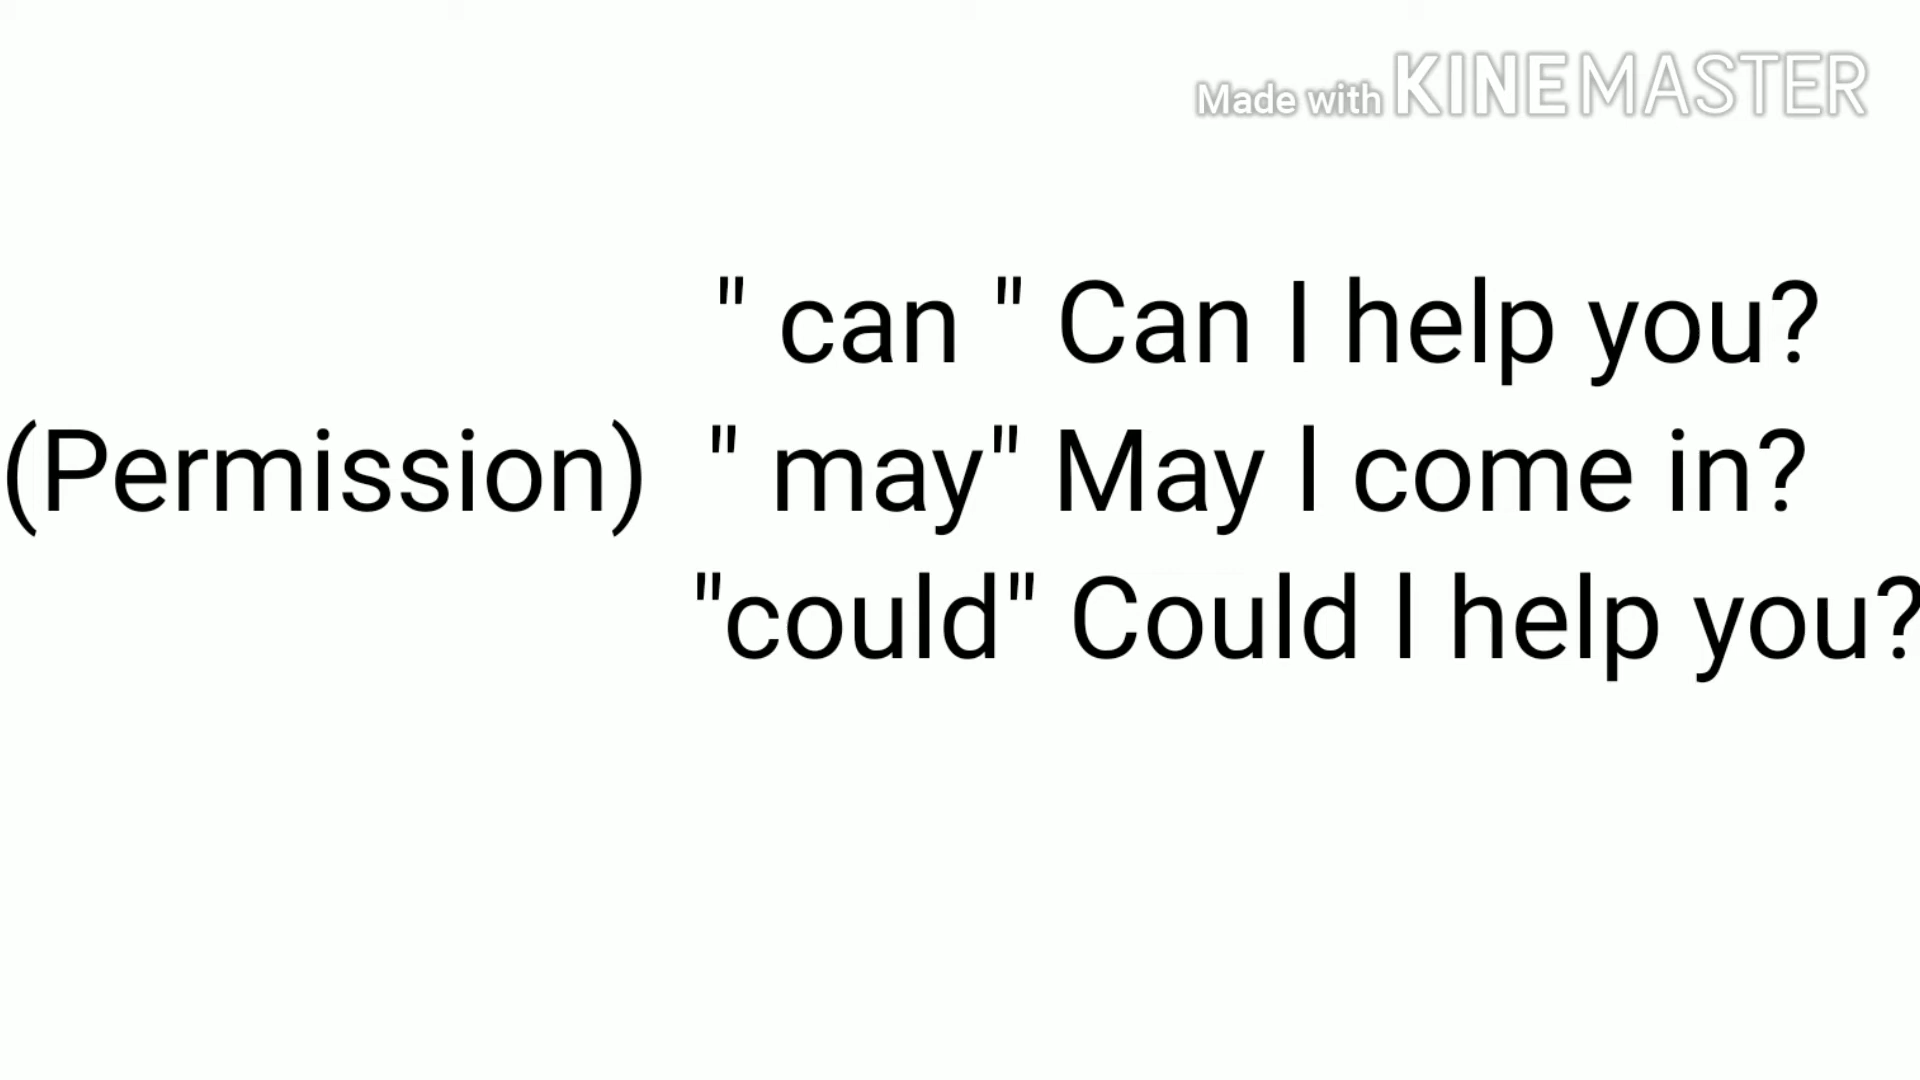 Made with KINEMASTER
" can " Can I help you?
(Permission) " may" May I come in?
"could" Could I help you?